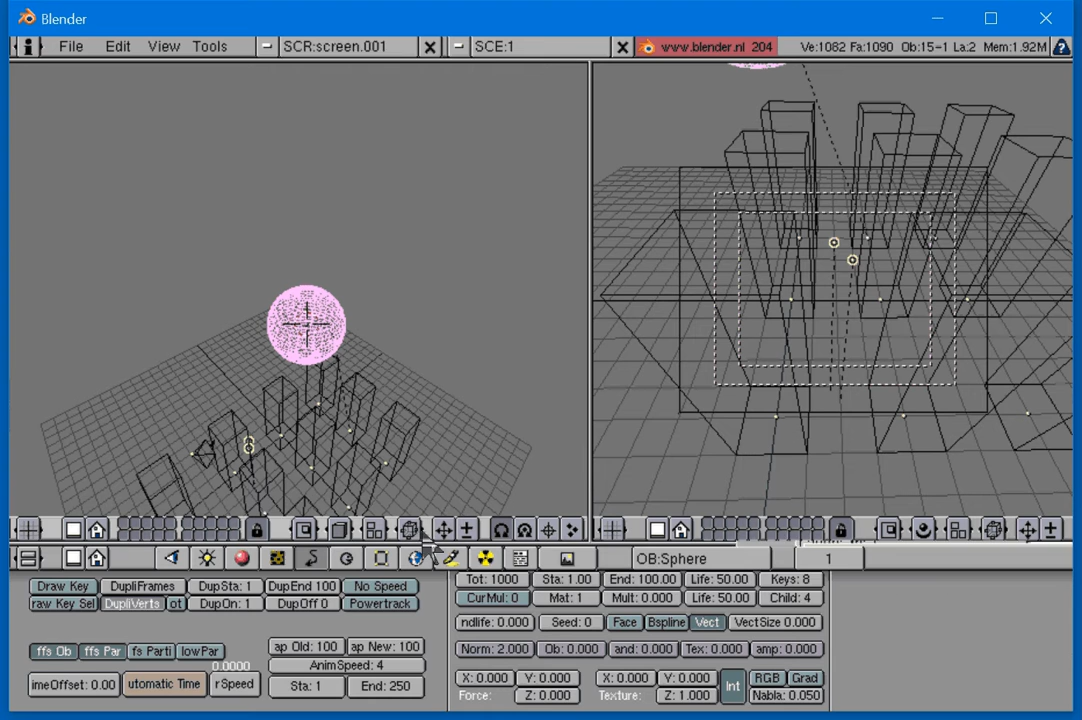 Blender
File Edit View Tools SCR:screen.001 SCE:1 www.blender.nl 204 Ve:1082 Fa:1090 Ob:15-1 La:2 Mem:1.92M
OB:Sphere 1
Draw Key DupliFrames DupSta: 1 DupEnd 100 No Speed
raw Key Sel DupliVerts ot DupOn: 1 DupOff 0 Powertrack
ffs Ob ffs Par fs Parti lowPar
ap Old: 100 ap New: 100
0.0000 AnimSpeed: 4
imeOffset: 0.00 utomatic Time rSpeed Sta: 1 End: 250
Tot: 1000 Sta: 1.00 End: 100.00 Life: 50.00 Keys: 8
CurMul: 0 Mat: 1 Mult: 0.000 Life: 50.00 Child: 4
ndlife: 0.000 Seed: 0 Face Bspline Vect VectSize 0.000
Norm: 2.000 Ob: 0.000 and: 0.000 Tex: 0.000 amp: 0.000
X: 0.000 Y: 0.000 X: 0.000 Y: 0.000 Int RGB Grad
Force: Z: 0.000 Texture: Z: 1.000 Nabla: 0.050